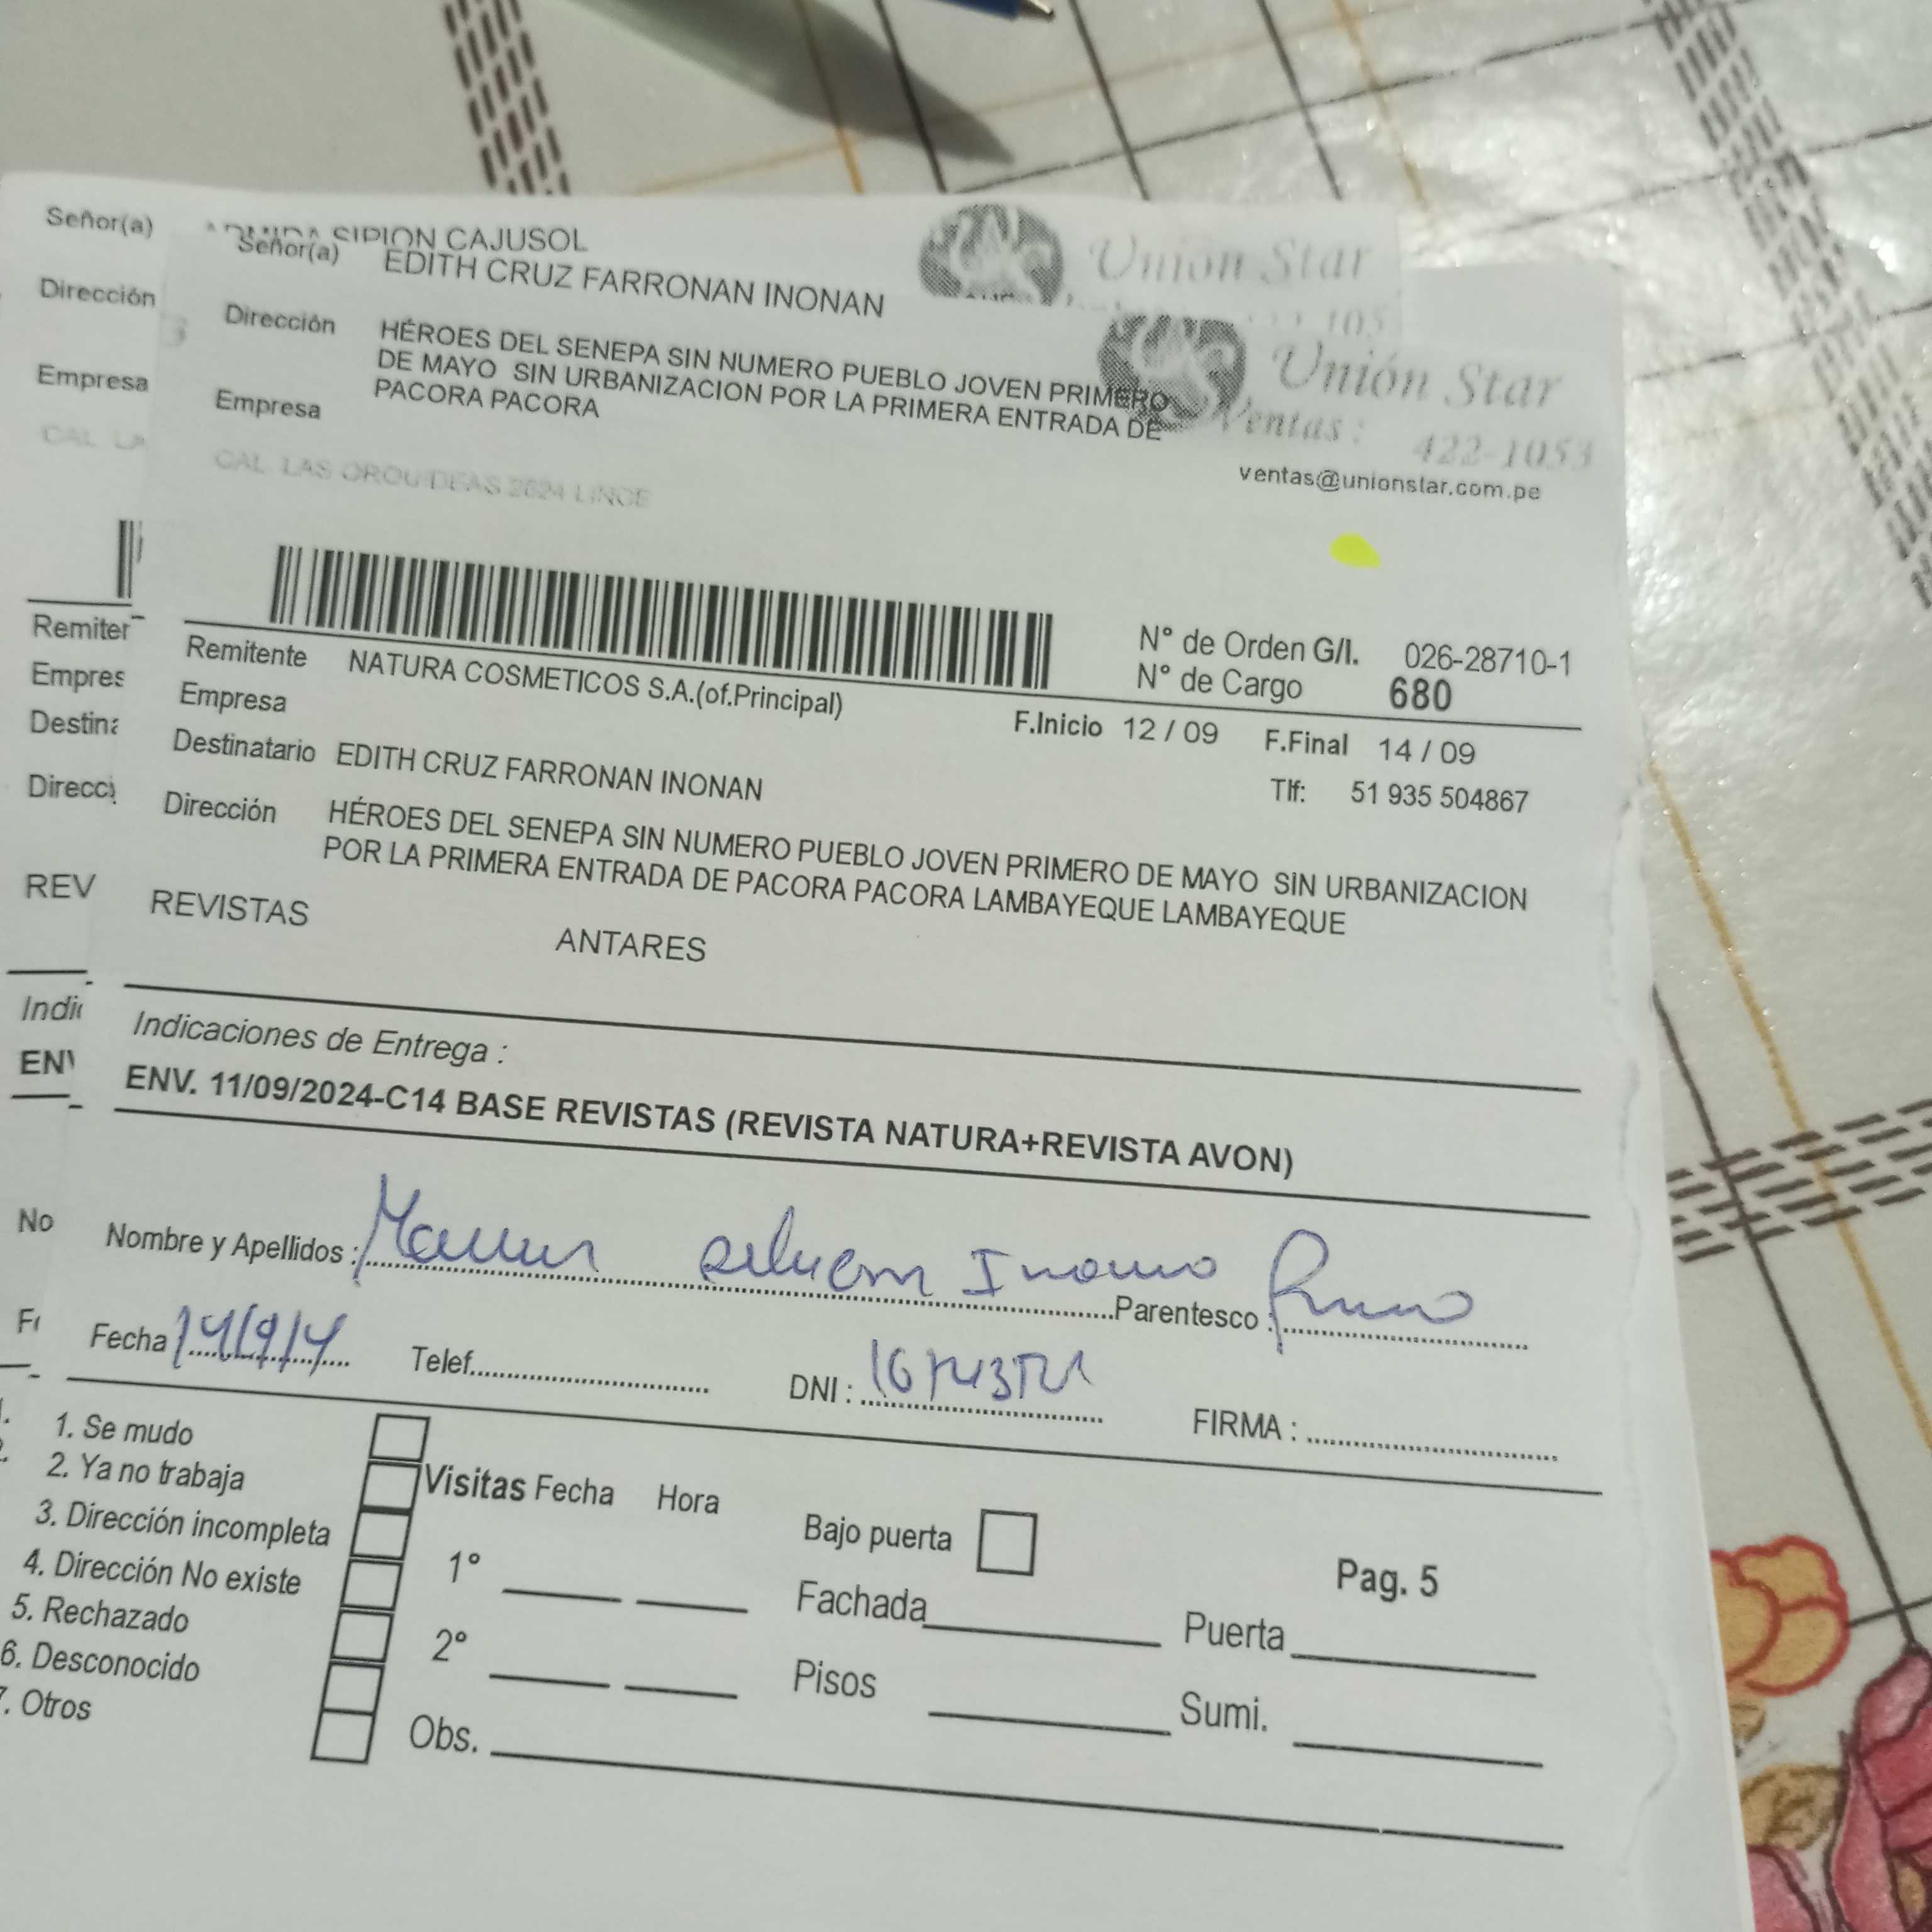 Señor(a) SIPION CAJUSOL
Dirección
Empresa
CAL LA
Remiter
Empres
Destina
Direcci
REV
Indi
ENV
No
Unión Star
105
Señor(a) EDITH CRUZ FARRONAN INONAN
Dirección HÉROES DEL SENEPA SIN NUMERO PUEBLO JOVEN PRIMERO
DE MAYO SIN URBANIZACION POR LA PRIMERA ENTRADA DE
PACORA PACORA
Empresa
CAL LAS ORQUIDEAS 2624 LINCE
Unión Star
Ventas : 422-1053
ventas@unionstar.com.pe
N° de Orden G/I. 026-28710-1
N° de Cargo 680
Remitente NATURA COSMETICOS S.A.(of.Principal)
Empresa
F.Inicio 12 / 09 F.Final 14 / 09
Destinatario EDITH CRUZ FARRONAN INONAN
Tlf: 51 935 504867
Dirección HÉROES DEL SENEPA SIN NUMERO PUEBLO JOVEN PRIMERO DE MAYO SIN URBANIZACION
POR LA PRIMERA ENTRADA DE PACORA PACORA LAMBAYEQUE LAMBAYEQUE
REVISTAS
ANTARES
Indicaciones de Entrega :
ENV. 11/09/2024-C14 BASE REVISTAS (REVISTA NATURA+REVISTA AVON)
Nombre y Apellidos : Parentesco :
Fecha 14/9/4 Telef. DNI : FIRMA :
1. Se mudo
2. Ya no trabaja
3. Dirección incompleta
4. Dirección No existe
5. Rechazado
6. Desconocido
7. Otros
Visitas Fecha Hora
1°
2°
Obs.
Bajo puerta
Fachada
Pisos
Pag. 5
Puerta
Sumi.